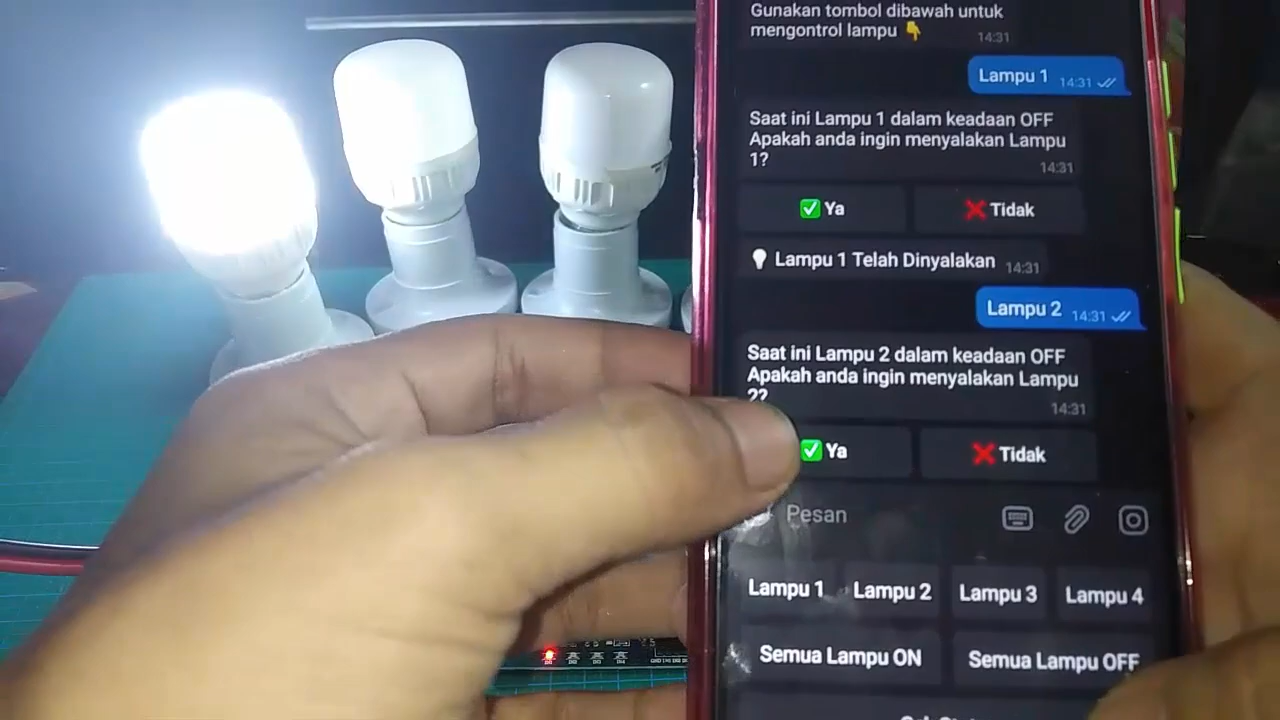 Gunakan tombol dibawah untuk
mengontrol lampu 👇 14:31
Lampu 1 14:31
Saat ini Lampu 1 dalam keadaan OFF
Apakah anda ingin menyalakan Lampu
1? 14:31
✅ Ya ❌ Tidak
💡 Lampu 1 Telah Dinyalakan 14:31
Lampu 2 14:31
Saat ini Lampu 2 dalam keadaan OFF
Apakah anda ingin menyalakan Lampu
2? 14:31
✅ Ya ❌ Tidak
Pesan
Lampu 1 Lampu 2 Lampu 3 Lampu 4
Semua Lampu ON Semua Lampu OFF